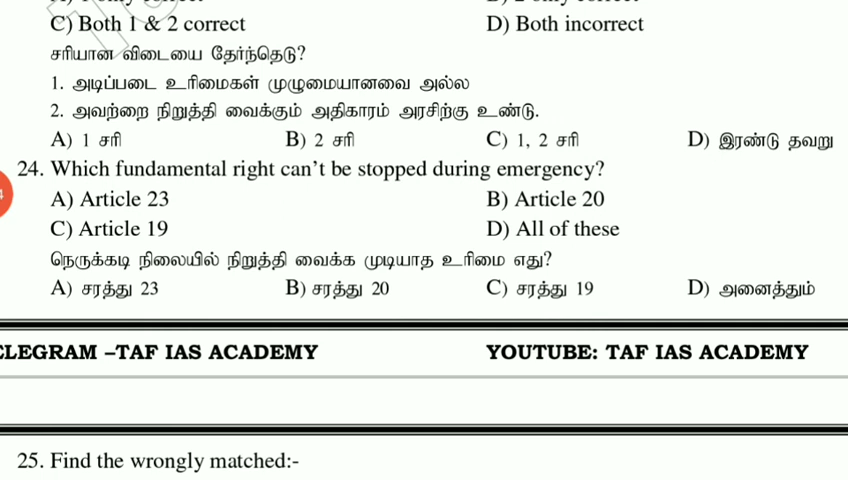 C) Both 1 & 2 correct D) Both incorrect
சரியான விடையை தேர்ந்தெடு?
1. அடிப்படை உரிமைகள் முழுமையானவை அல்ல
2. அவற்றை நிறுத்தி வைக்கும் அதிகாரம் அரசிற்கு உண்டு.
A) 1 சரி B) 2 சரி C) 1, 2 சரி D) இரண்டு தவறு
24. Which fundamental right can’t be stopped during emergency?
A) Article 23 B) Article 20
C) Article 19 D) All of these
நெருக்கடி நிலையில் நிறுத்தி வைக்க முடியாத உரிமை எது?
A) சரத்து 23 B) சரத்து 20 C) சரத்து 19 D) அனைத்தும்
ELEGRAM –TAF IAS ACADEMY YOUTUBE: TAF IAS ACADEMY
25. Find the wrongly matched:-